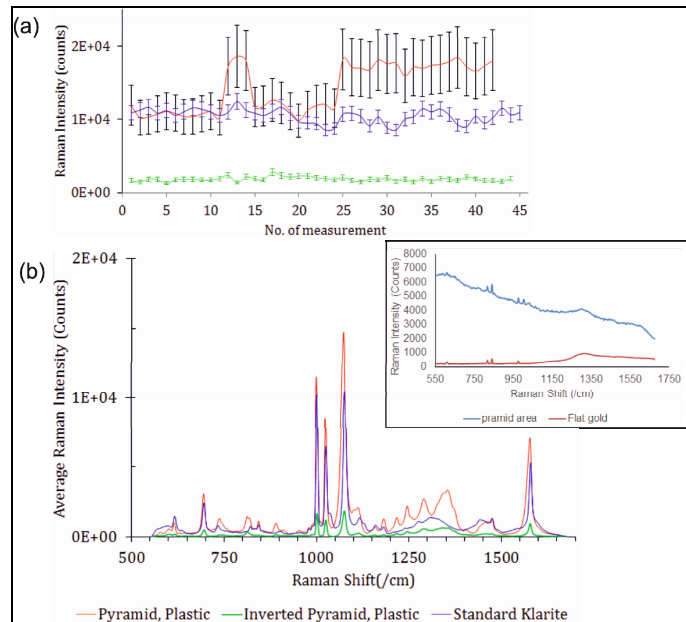 (a)
Raman Intensity (counts)
2E+04
1E+04
0E+00
0 5 10 15 20 25 30 35 40 45
No. of measurement
(b)
Average Raman Intensity (Counts)
2E+04
1E+04
0E+00
500 750 1000 1250 1500
Raman Shift(/cm)
Raman Intensity (Counts)
8000
7000
6000
5000
4000
3000
2000
1000
0
550 750 950 1150 1350 1550 1750
Raman Shift (/cm)
pramid area Flat gold
Pyramid, Plastic Inverted Pyramid, Plastic Standard Klarite